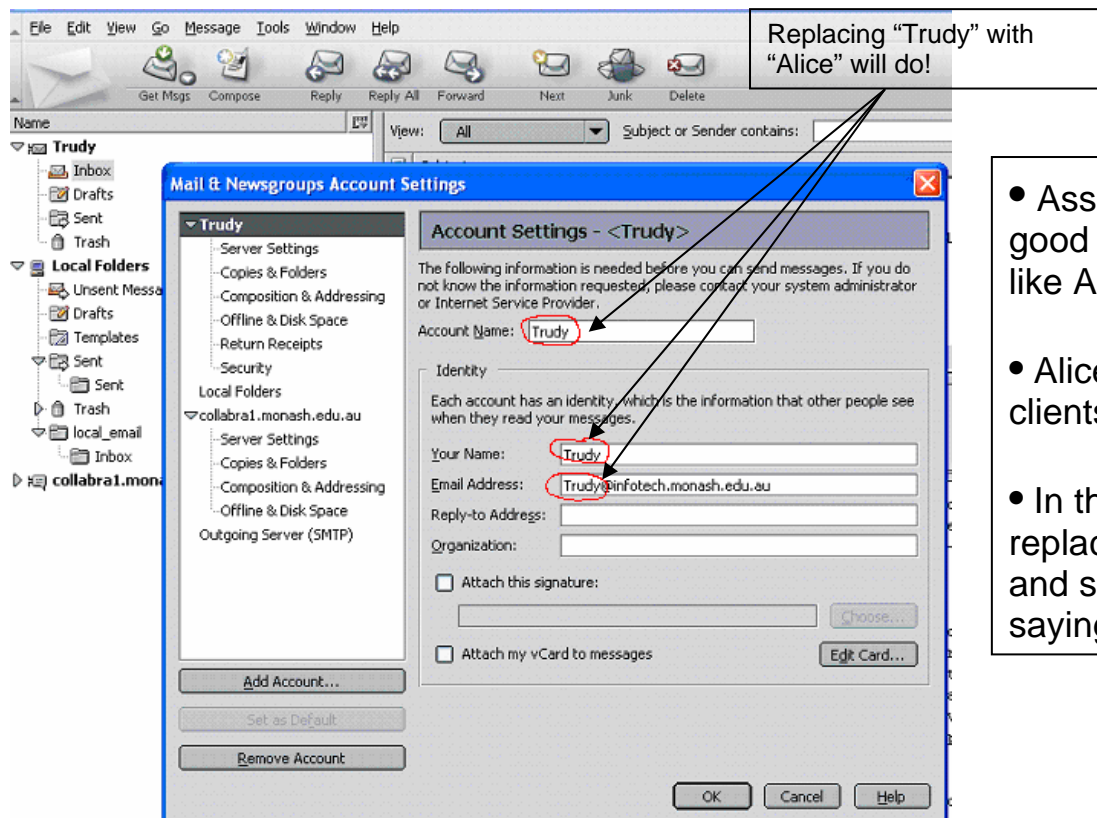 File Edit View Go Message Tools Window Help
Replacing “Trudy” with
“Alice” will do!
Get Msgs Compose Reply Reply All Forward Next Junk Delete
Name
View: All Subject or Sender contains:
Trudy
Inbox
Drafts
Sent
Trash
Local Folders
Unsent Messa
Drafts
Templates
Sent
Sent
Trash
local_email
Inbox
collabra1.mona
Mail & Newsgroups Account Settings
Trudy
Server Settings
Copies & Folders
Composition & Addressing
Offline & Disk Space
Return Receipts
Security
Local Folders
collabra1.monash.edu.au
Server Settings
Copies & Folders
Composition & Addressing
Offline & Disk Space
Outgoing Server (SMTP)
Add Account...
Set as Default
Remove Account
Account Settings - <Trudy>
The following information is needed before you can send messages. If you do
not know the information requested, please contact your system administrator
or Internet Service Provider.
Account Name: Trudy
Identity
Each account has an identity, which is the information that other people see
when they read your messages.
Your Name: Trudy
Email Address: Trudy@infotech.monash.edu.au
Reply-to Address:
Organization:
Attach this signature:
Choose...
Attach my vCard to messages
Edit Card...
OK Cancel Help
• Ass
good
like A
• Alice
clients
• In th
replac
and s
saying